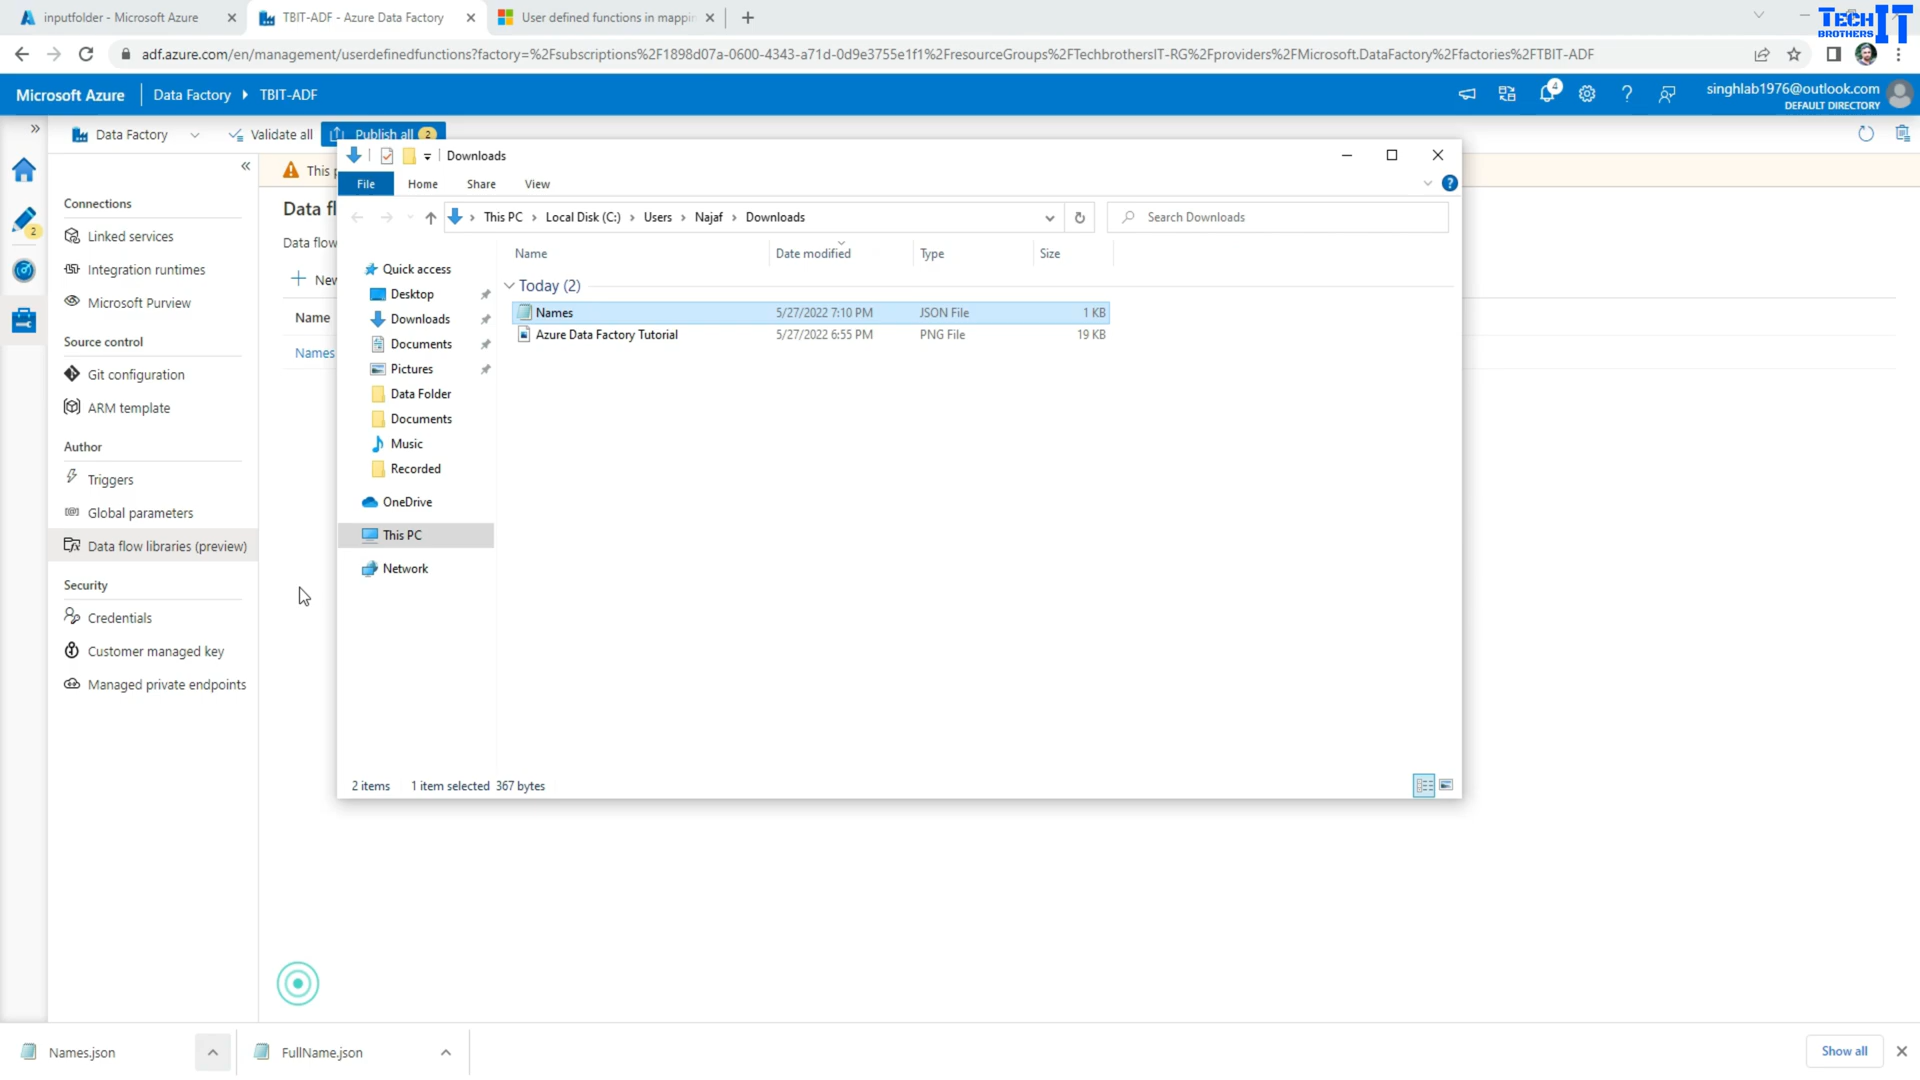 inputfolder - Microsoft Azure
TBIT-ADF - Azure Data Factory
User defined functions in mappin
TECH IT
BROTHERS
adf.azure.com/en/management/userdefinedfunctions?factory=%2Fsubscriptions%2F1898d07a-0600-4343-a71d-0d9e3755e1f1%2FresourceGroups%2FTechbrothersIT-RG%2Fproviders%2FMicrosoft.DataFactory%2Ffactories%2FTBIT-ADF
Microsoft Azure
Data Factory
TBIT-ADF
4
singhlab1976@outlook.com
DEFAULT DIRECTORY
Data Factory
Validate all
Publish all 2
This
Data fl
Data flow
New
Name
Names
2
Connections
Linked services
Integration runtimes
Microsoft Purview
Source control
Git configuration
ARM template
Author
Triggers
Global parameters
Data flow libraries (preview)
Security
Credentials
Customer managed key
Managed private endpoints
Downloads
File
Home
Share
View
This PC
Local Disk (C:)
Users
Najaf
Downloads
Search Downloads
Name
Date modified
Type
Size
Today (2)
Names 5/27/2022 7:10 PM JSON File 1 KB
Azure Data Factory Tutorial 5/27/2022 6:55 PM PNG File 19 KB
Quick access
Desktop
Downloads
Documents
Pictures
Data Folder
Documents
Music
Recorded
OneDrive
This PC
Network
2 items
1 item selected 367 bytes
Names.json
FullName.json
Show all